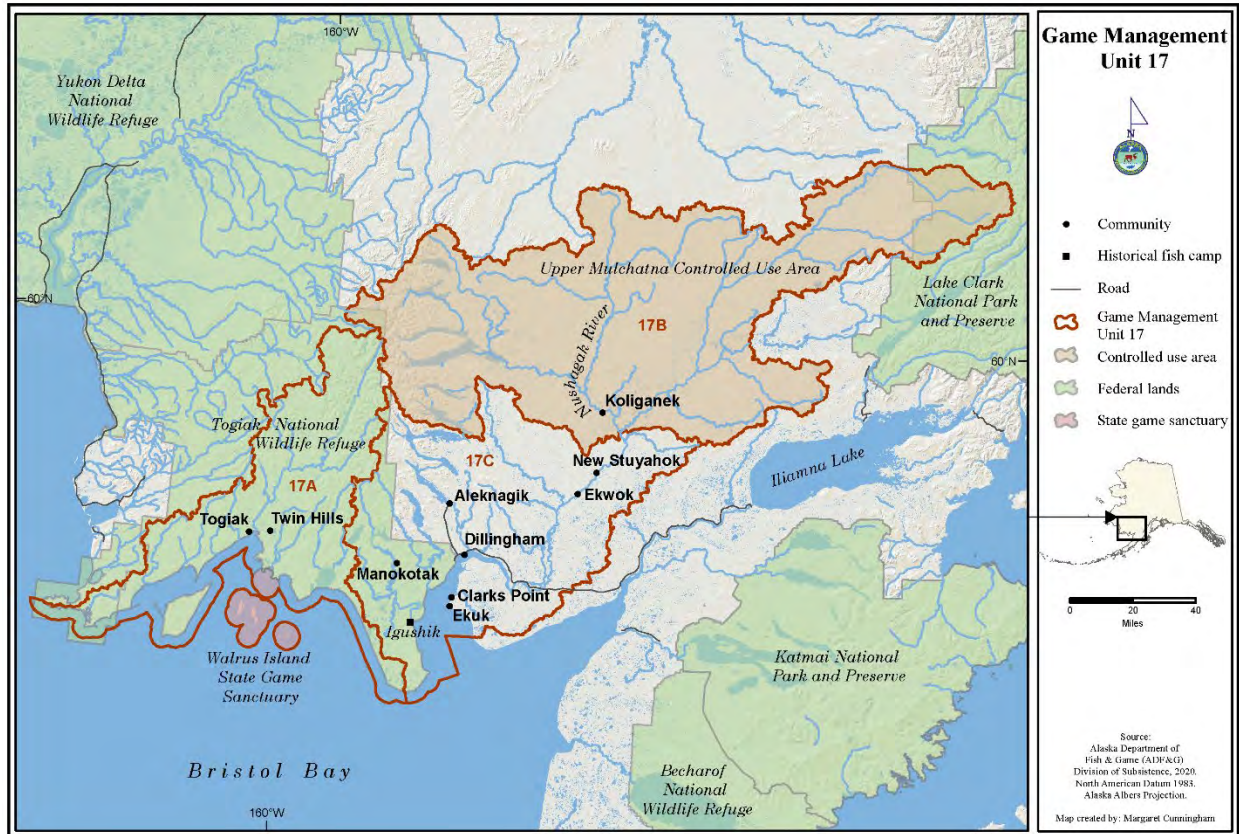 160°W
Yukon Delta
National
Wildlife Refuge
60°N
Upper Mulchatna Controlled Use Area
Lake Clark
National Park
and Preserve
17B
Nushagak River
60°N
Koliganek
Togiak National
Wildlife Refuge
17C
New Stuyahok
Iliamna Lake
17A
Aleknagik
Ekwok
Togiak
Twin Hills
Dillingham
Manokotak
Clarks Point
Ekuk
Igushik
Walrus Island
State Game
Sanctuary
Katmai National
Park and Preserve
Bristol Bay
Becharof
National
Wildlife Refuge
160°W
Game Management
Unit 17
N
Community
Historical fish camp
Road
Game Management
Unit 17
Controlled use area
Federal lands
State game sanctuary
0 20 40
Miles
Source:
Alaska Department of
Fish & Game (ADF&G)
Division of Subsistence, 2020.
North American Datum 1983.
Alaska Albers Projection.
Map created by: Margaret Cunningham